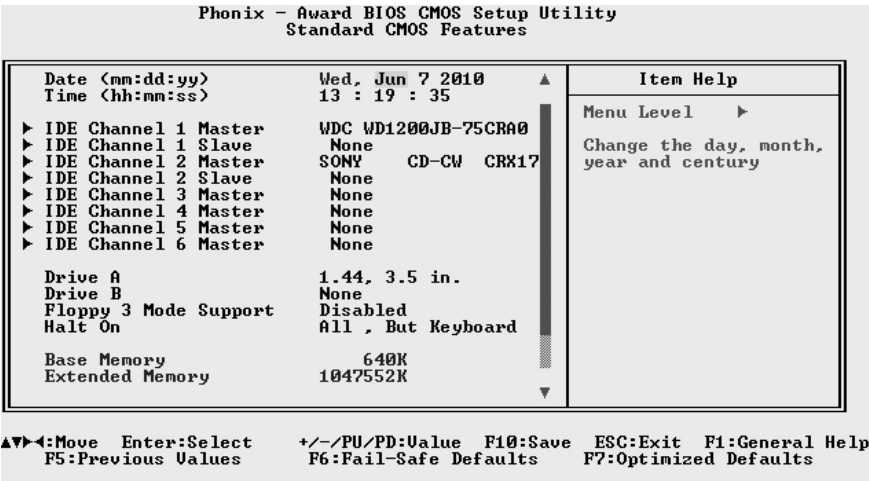 Phonix - Award BIOS CMOS Setup Utility
Standard CMOS Features
Date (mm:dd:yy) Wed, Jun 7 2010
Time (hh:mm:ss) 13 : 19 : 35
IDE Channel 1 Master WDC WD1200JB-75CRA0
IDE Channel 1 Slave None
IDE Channel 2 Master SONY CD-CW CRX17
IDE Channel 2 Slave None
IDE Channel 3 Master None
IDE Channel 4 Master None
IDE Channel 5 Master None
IDE Channel 6 Master None
Drive A 1.44, 3.5 in.
Drive B None
Floppy 3 Mode Support Disabled
Halt On All , But Keyboard
Base Memory 640K
Extended Memory 1047552K
Item Help
Menu Level ►
Change the day, month,
year and century
▲▼►◄:Move Enter:Select +/-/PU/PD:Value F10:Save ESC:Exit F1:General Help
F5:Previous Values F6:Fail-Safe Defaults F7:Optimized Defaults